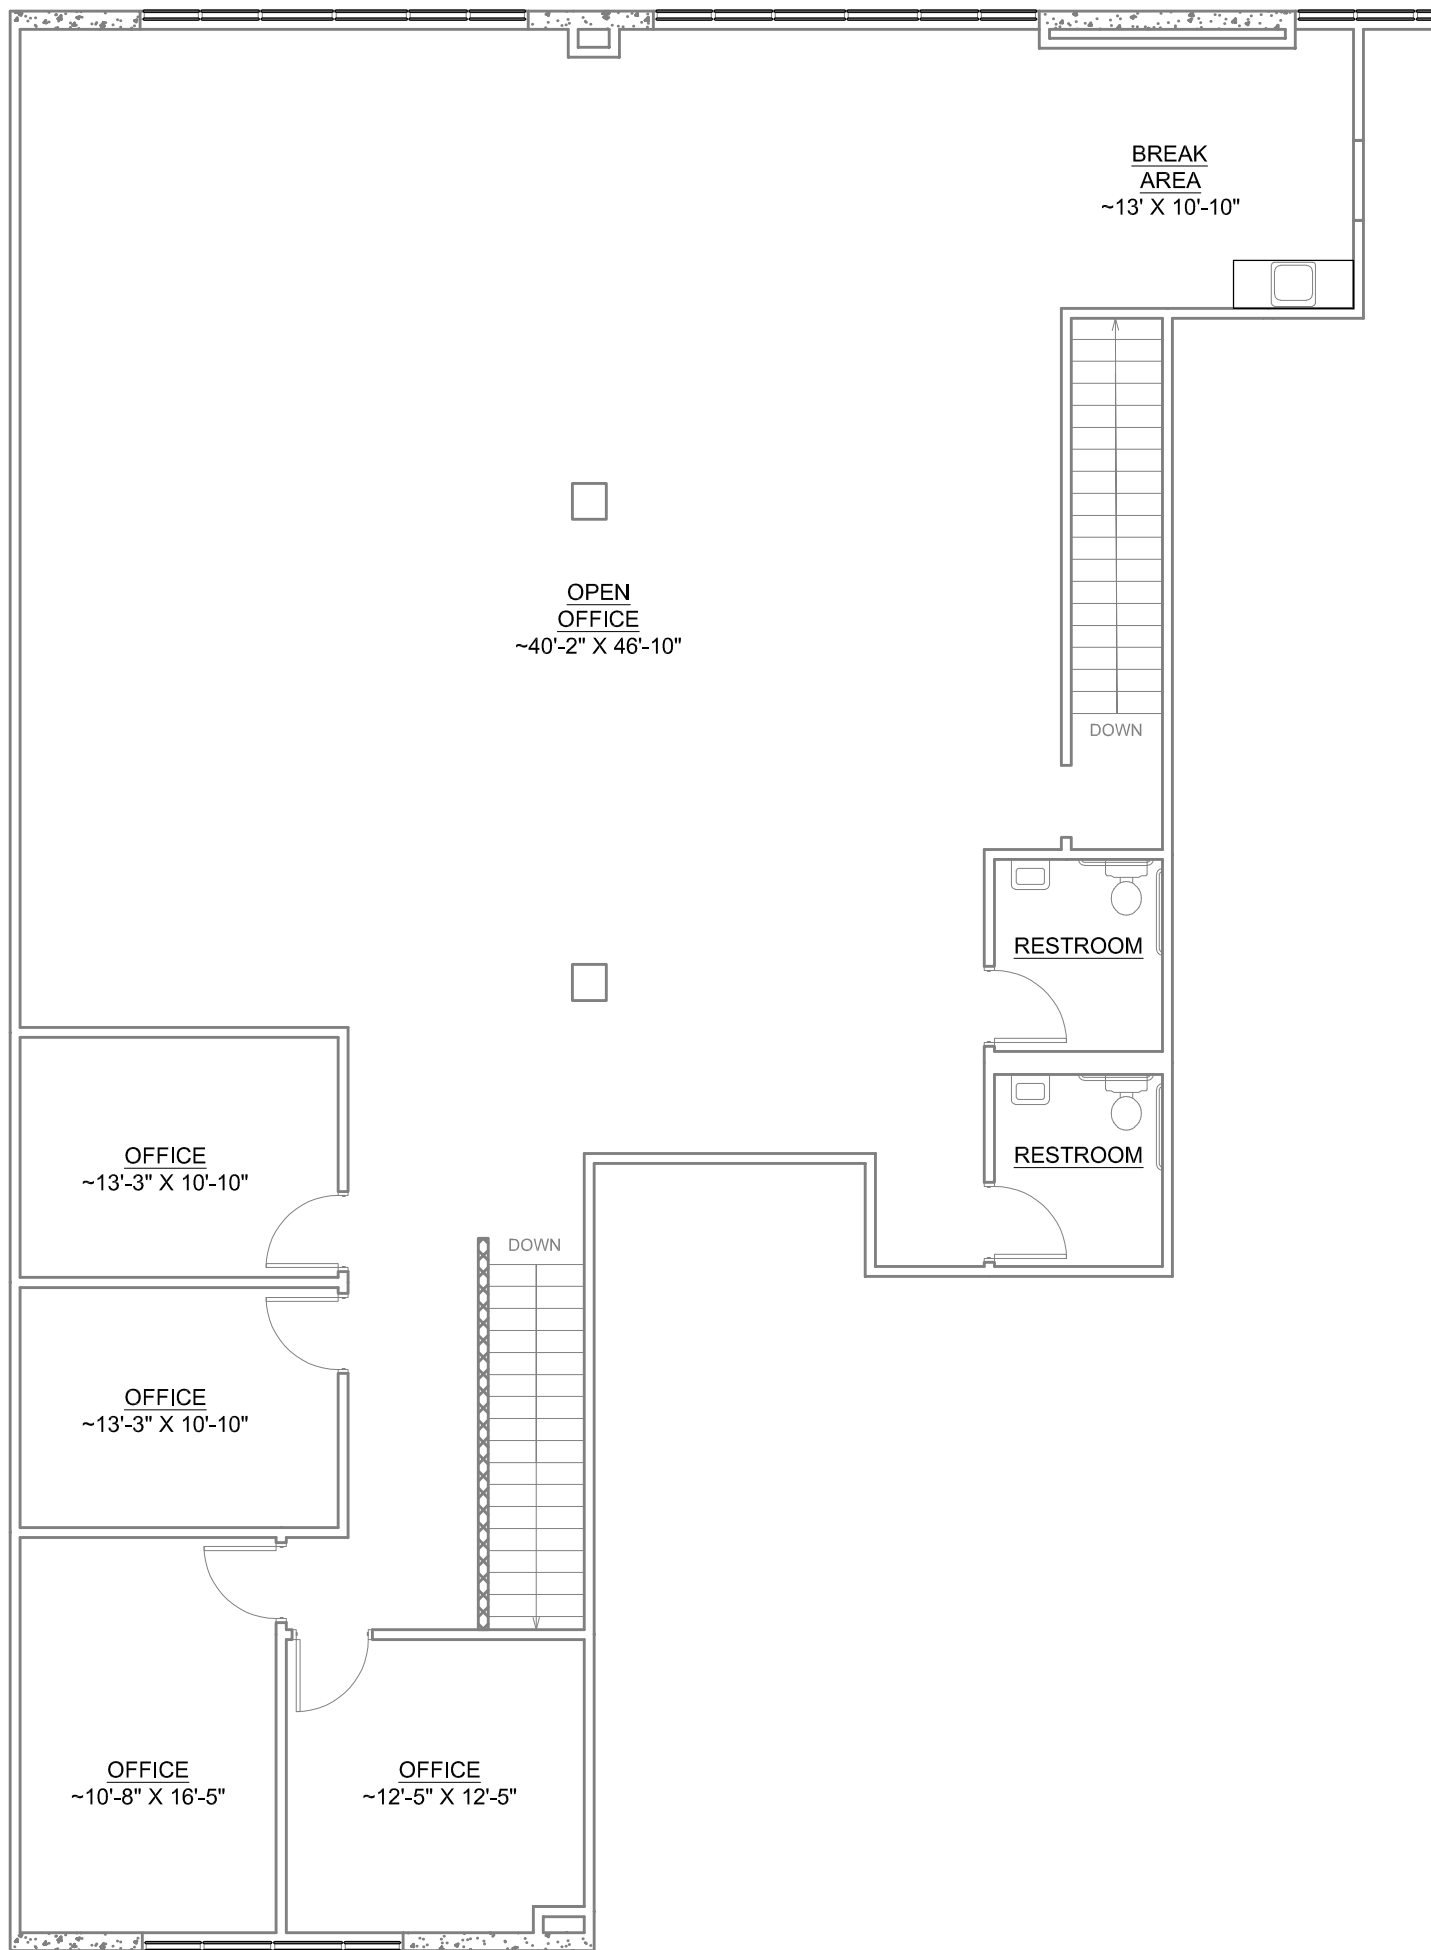 BREAK
AREA
~13' X 10'-10"
OPEN
OFFICE
~40'-2" X 46'-10"
DOWN
RESTROOM
RESTROOM
OFFICE
~13'-3" X 10'-10"
DOWN
OFFICE
~13'-3" X 10'-10"
OFFICE
~10'-8" X 16'-5"
OFFICE
~12'-5" X 12'-5"